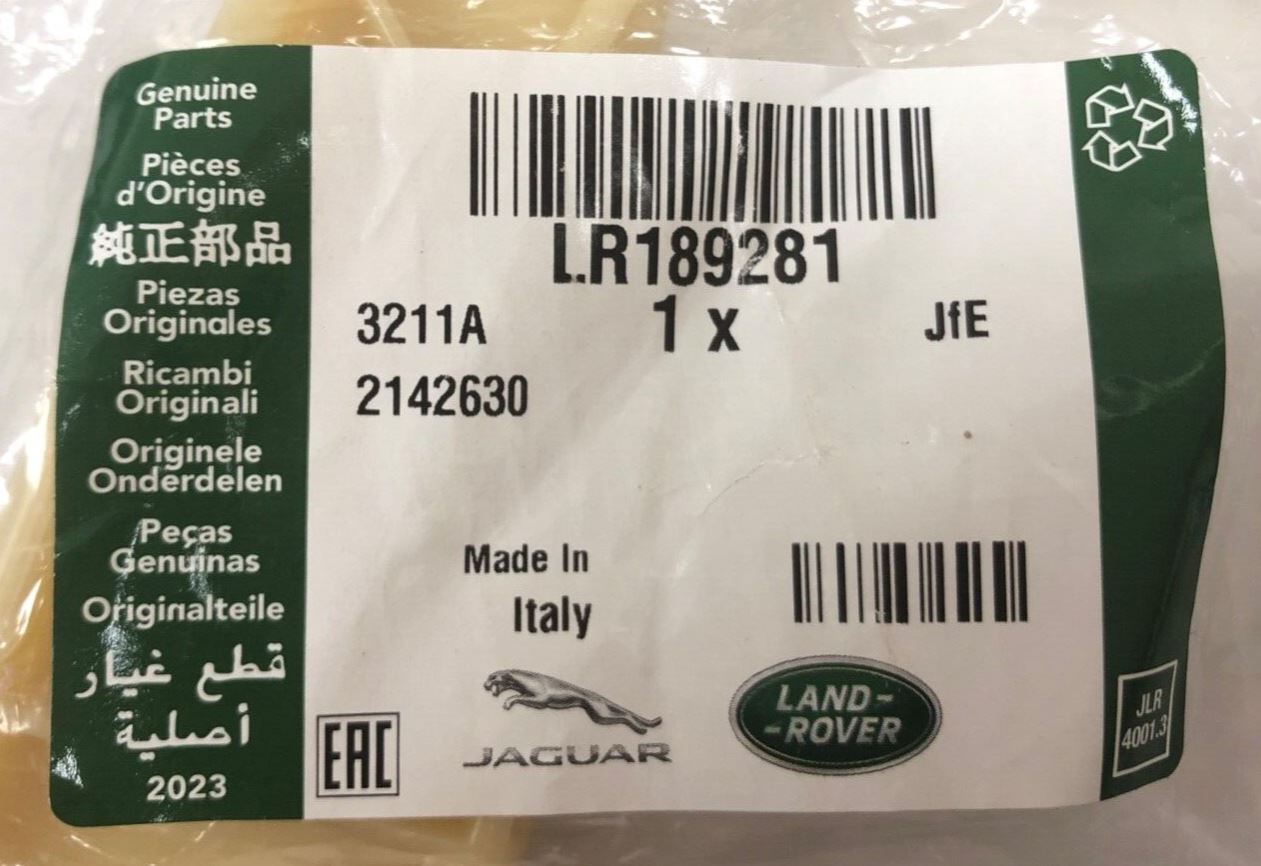 Genuine
Parts
Pièces
d'Origine
純正部品
Piezas
Originales
Ricambi
Originali
Originele
Onderdelen
Peças
Genuinas
Originalteile
قطع غيار
أصلية
2023
LR189281
3211A 1 x JfE
2142630
Made In
Italy
EAC
JAGUAR
LAND-
-ROVER
JLR
4001.3